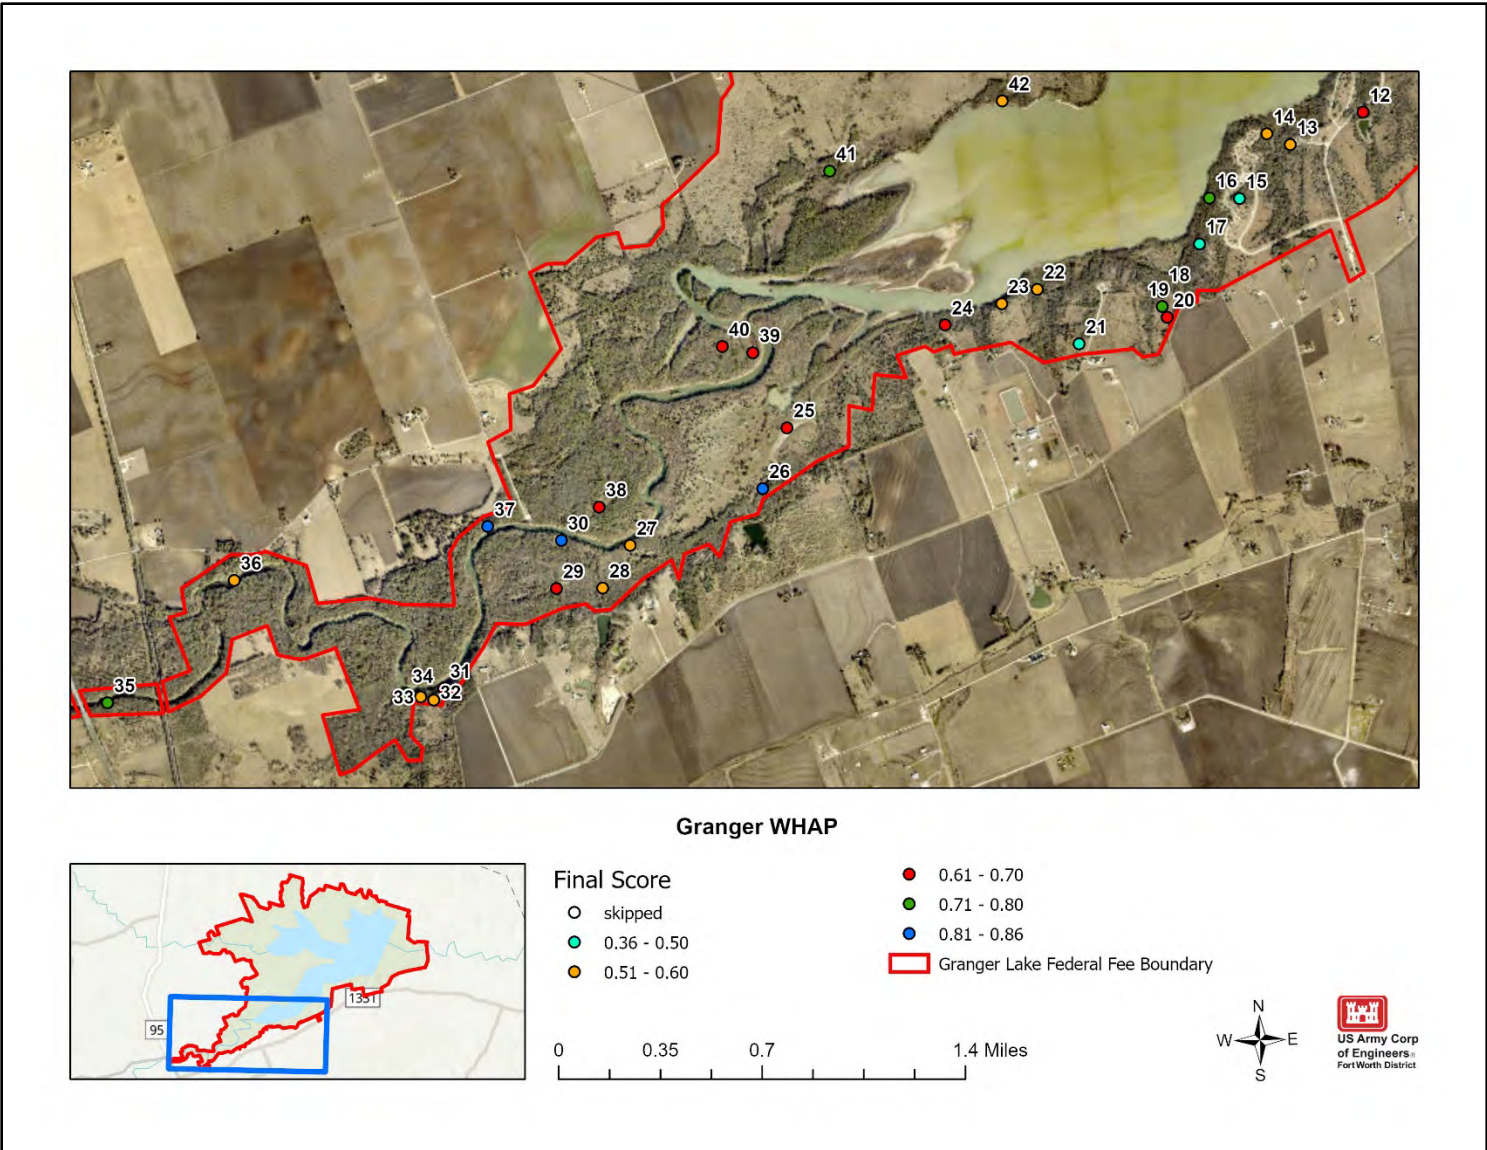 42
12
14
13
41
16
15
17
22
18
23
19
24
20
40
39
21
25
26
38
37
30
27
36
29
28
31
34
35
33
32
Granger WHAP
Final Score
skipped
0.36 - 0.50
0.51 - 0.60
0.61 - 0.70
0.71 - 0.80
0.81 - 0.86
Granger Lake Federal Fee Boundary
1331
95
0 0.35 0.7 1.4 Miles
N
W E
S
US Army Corp
of Engineers
Fort Worth District